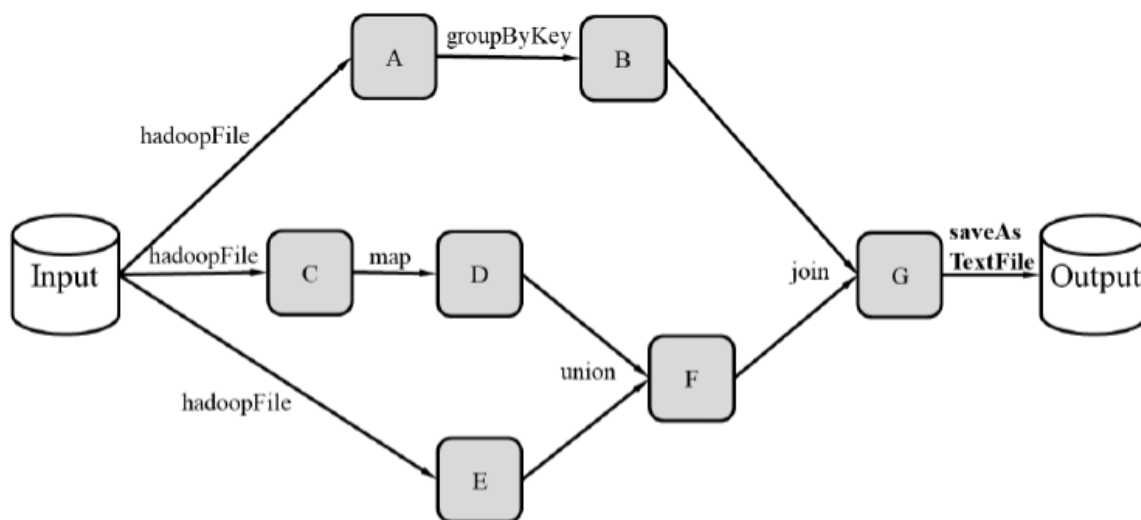 A
groupByKey
B
hadoopFile
Input
hadoopFile
C
map
D
join
G
saveAs
TextFile
Output
union
F
hadoopFile
E